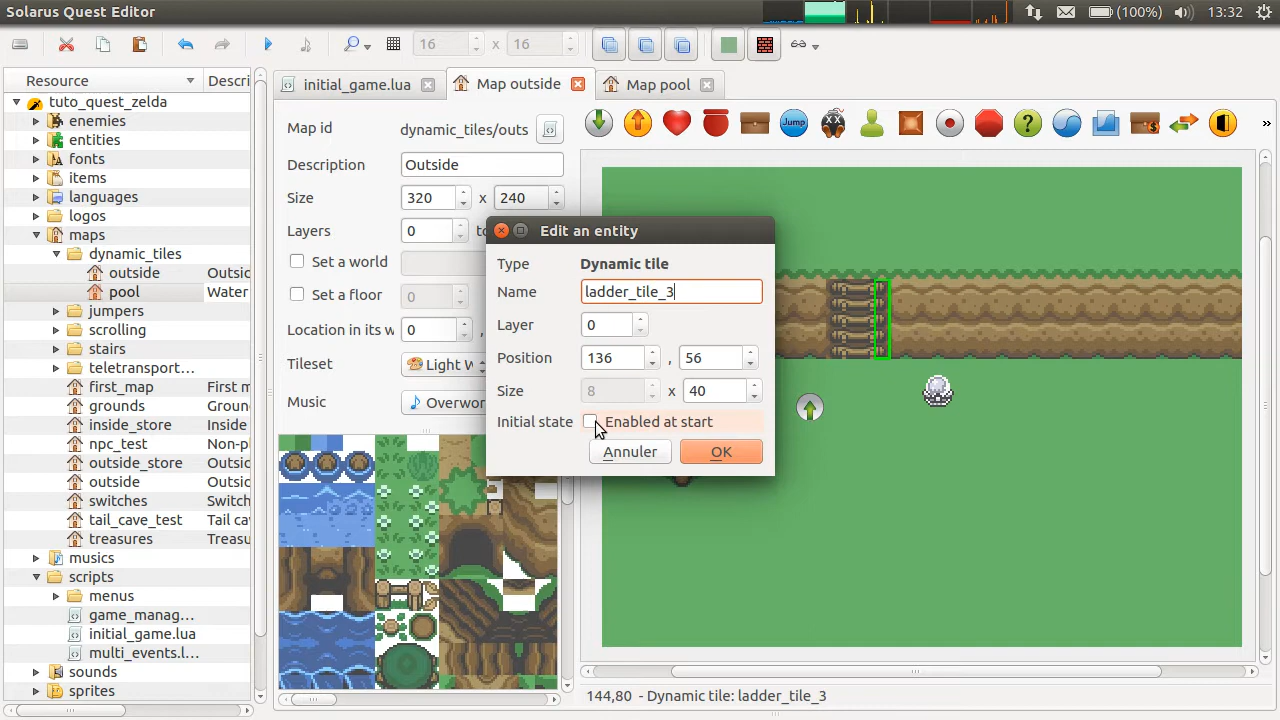 Solarus Quest Editor
(100%)
13:32
16 x 16
Resource Descri
tuto_quest_zelda
enemies
entities
fonts
items
languages
logos
maps
dynamic_tiles
outside Outsic
pool Water
jumpers
scrolling
stairs
teletransport...
first_map First m
grounds
inside_store Inside
npc_test Non-pl
outside_store
outside Outsic
switches Switch
tail_cave_test Tail cav
treasures Treasu
musics
scripts
menus
game_manag...
initial_game.lua
multi_events.l...
sounds
sprites
initial_game.lua
Map outside
Map pool
Map id dynamic_tiles/outs
Description Outside
Size 320 x 240
Layers 0 to
Set a world
Set a floor 0
Location in its w 0 ,
Tileset Light W
Music Overwor
Jump
?
$
»
Edit an entity
Type Dynamic tile
Name ladder_tile_3
Layer 0
Position 136 , 56
Size 8 x 40
Initial state Enabled at start
Annuler OK
144,80 - Dynamic tile: ladder_tile_3